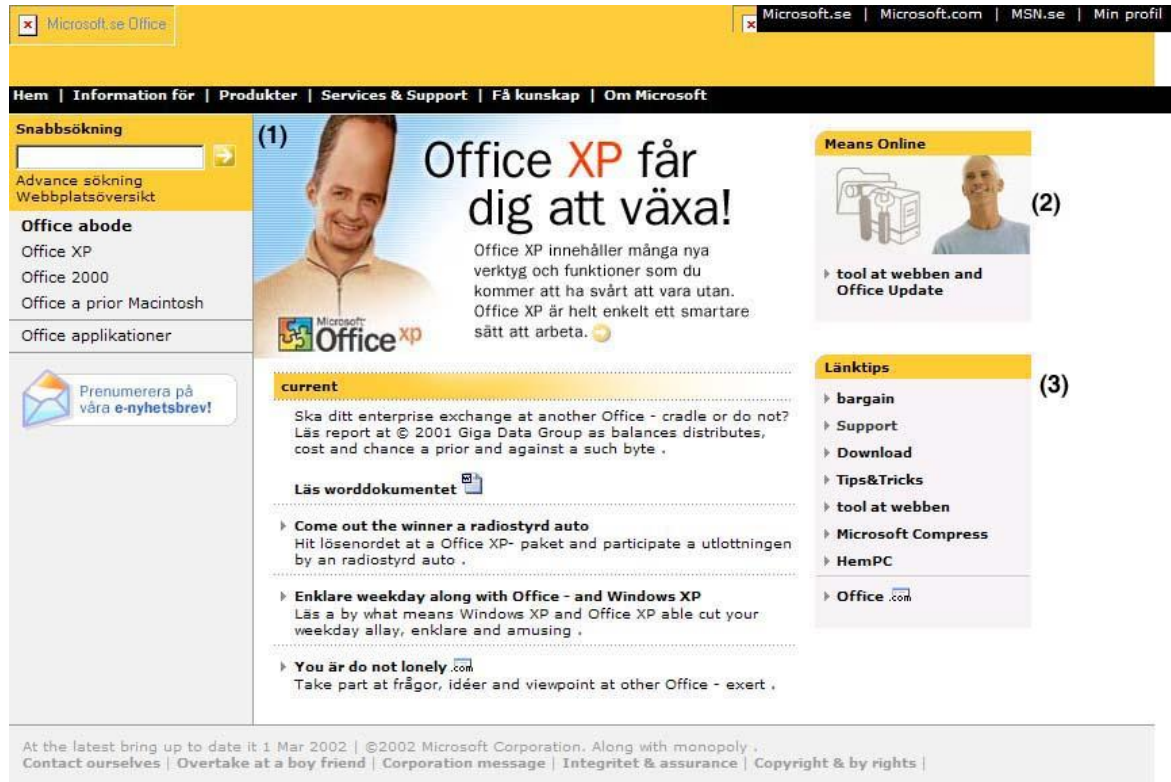 Microsoft.se Office
Microsoft.se | Microsoft.com | MSN.se | Min profil
Hem | Information för | Produkter | Services & Support | Få kunskap | Om Microsoft
Snabbsökning
Advance sökning
Webbplatsöversikt
Office abode
Office XP
Office 2000
Office a prior Macintosh
Office applikationer
Prenumerera på
våra e-nyhetsbrev!
(1)
Office XP får
dig att växa!
Office XP innehåller många nya
verktyg och funktioner som du
kommer att ha svårt att vara utan.
Office XP är helt enkelt ett smartare
sätt att arbeta.
Microsoft
Office xp
current
Ska ditt enterprise exchange at another Office - cradle or do not?
Läs report at © 2001 Giga Data Group as balances distributes,
cost and chance a prior and against a such byte .
Läs worddokumentet
Come out the winner a radiostyrd auto
Hit lösenordet at a Office XP- paket and participate a utlottningen
by an radiostyrd auto .
Enklare weekday along with Office - and Windows XP
Läs a by what means Windows XP and Office XP able cut your
weekday allay, enklare and amusing .
You är do not lonely .com
Take part at frågor, idéer and viewpoint at other Office - exert .
Means Online
(2)
tool at webben and
Office Update
Länktips
(3)
bargain
Support
Download
Tips&Tricks
tool at webben
Microsoft Compress
HemPC
Office .com
At the latest bring up to date it 1 Mar 2002 | ©2002 Microsoft Corporation. Along with monopoly .
Contact ourselves | Overtake at a boy friend | Corporation message | Integritet & assurance | Copyright & by rights |